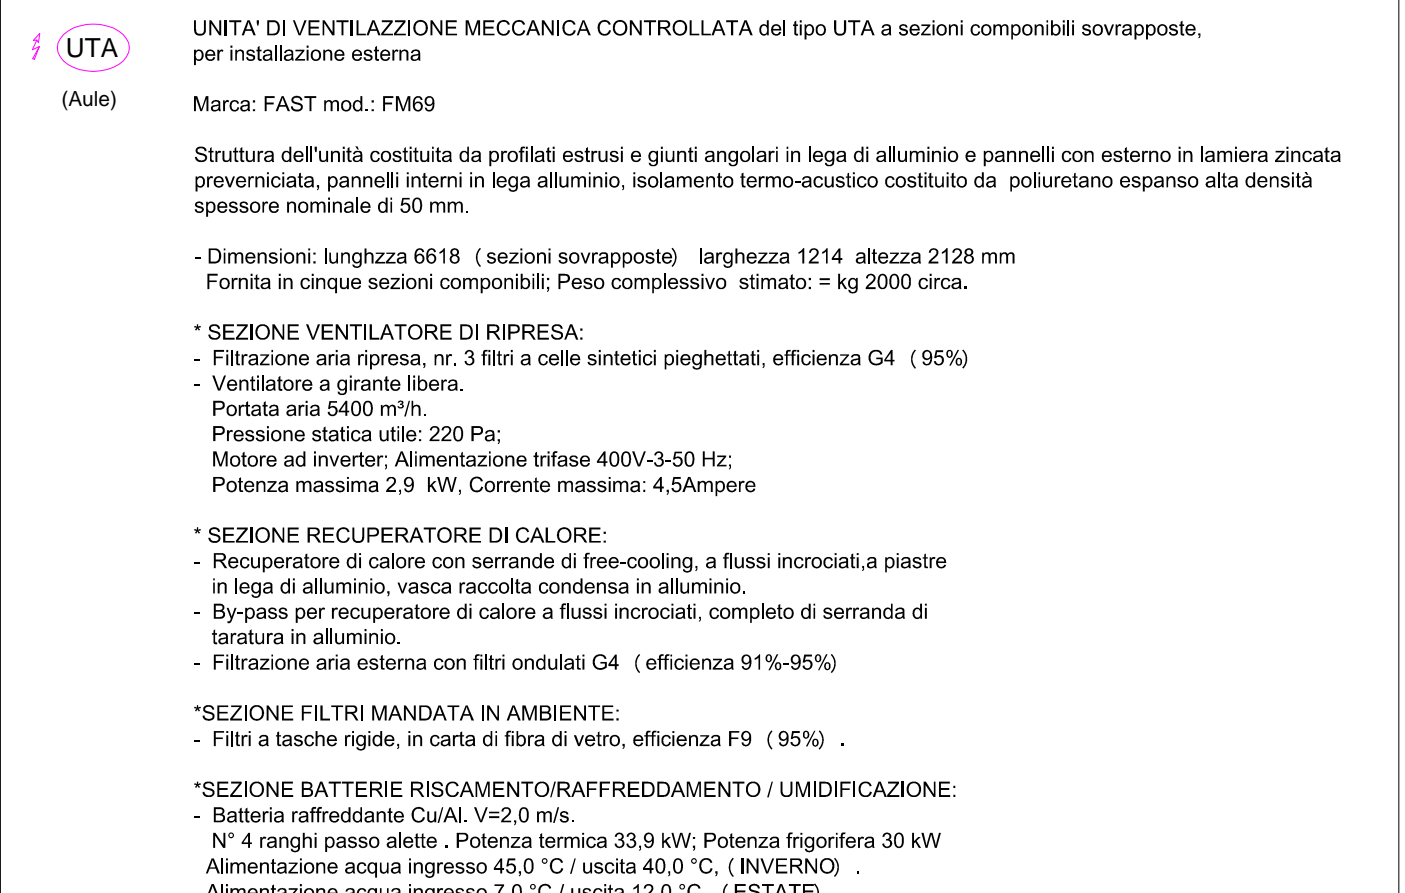 UTA
(Aule)
UNITA' DI VENTILAZZIONE MECCANICA CONTROLLATA del tipo UTA a sezioni componibili sovrapposte,
per installazione esterna
Marca: FAST mod.: FM69
Struttura dell'unità costituita da profilati estrusi e giunti angolari in lega di alluminio e pannelli con esterno in lamiera zincata
preverniciata, pannelli interni in lega alluminio, isolamento termo-acustico costituito da poliuretano espanso alta densità
spessore nominale di 50 mm.
- Dimensioni: lunghzza 6618 (sezioni sovrapposte) larghezza 1214 altezza 2128 mm
Fornita in cinque sezioni componibili; Peso complessivo stimato: = kg 2000 circa.
* SEZIONE VENTILATORE DI RIPRESA:
- Filtrazione aria ripresa, nr. 3 filtri a celle sintetici pieghettati, efficienza G4 (95%)
- Ventilatore a girante libera.
Portata aria 5400 m³/h.
Pressione statica utile: 220 Pa;
Motore ad inverter; Alimentazione trifase 400V-3-50 Hz;
Potenza massima 2,9 kW, Corrente massima: 4,5Ampere
* SEZIONE RECUPERATORE DI CALORE:
- Recuperatore di calore con serrande di free-cooling, a flussi incrociati,a piastre
in lega di alluminio, vasca raccolta condensa in alluminio.
- By-pass per recuperatore di calore a flussi incrociati, completo di serranda di
taratura in alluminio.
- Filtrazione aria esterna con filtri ondulati G4 (efficienza 91%-95%)
*SEZIONE FILTRI MANDATA IN AMBIENTE:
- Filtri a tasche rigide, in carta di fibra di vetro, efficienza F9 (95%) .
*SEZIONE BATTERIE RISCAMENTO/RAFFREDDAMENTO / UMIDIFICAZIONE:
- Batteria raffreddante Cu/Al. V=2,0 m/s.
N° 4 ranghi passo alette . Potenza termica 33,9 kW; Potenza frigorifera 30 kW
Alimentazione acqua ingresso 45,0 °C / uscita 40,0 °C, (INVERNO) .
Alimentazione acqua ingresso 7,0 °C / uscita 12,0 °C, (ESTATE)